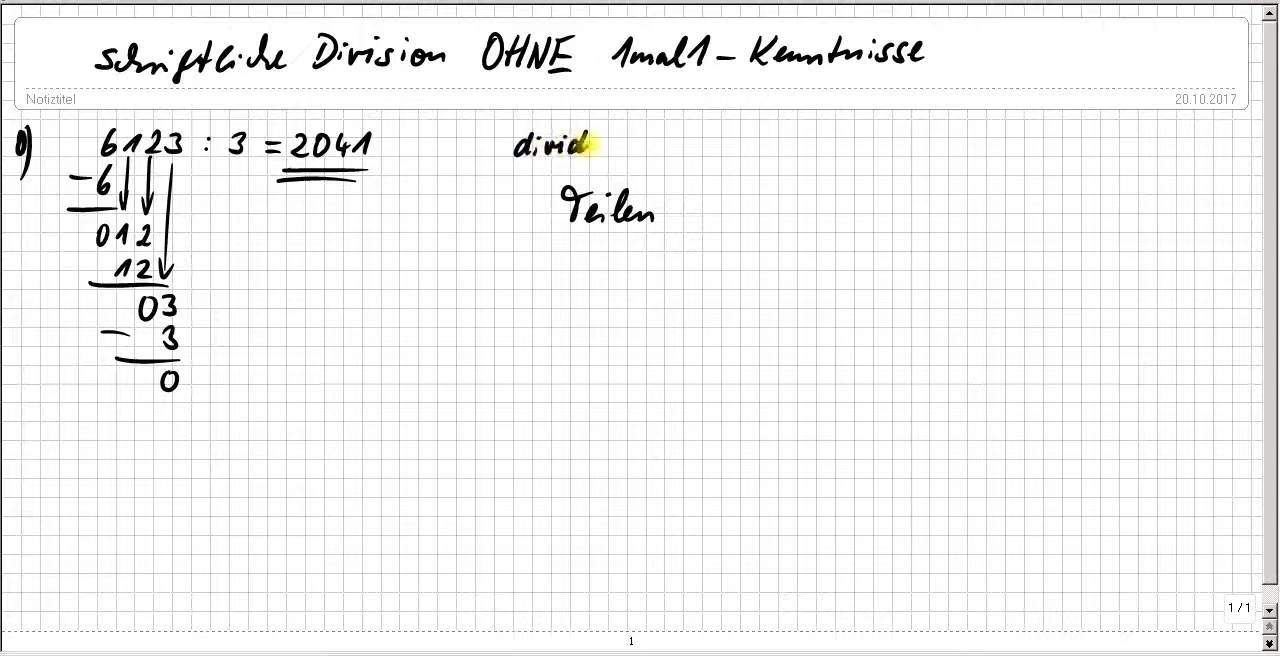 schriftliche Division OHNE 1mal1-Kenntnisse
Notiztitel
20.10.2017
0) 6123 : 3 = 2041
-6
012
12
03
- 3
0
divid
Teilen
1/1
1